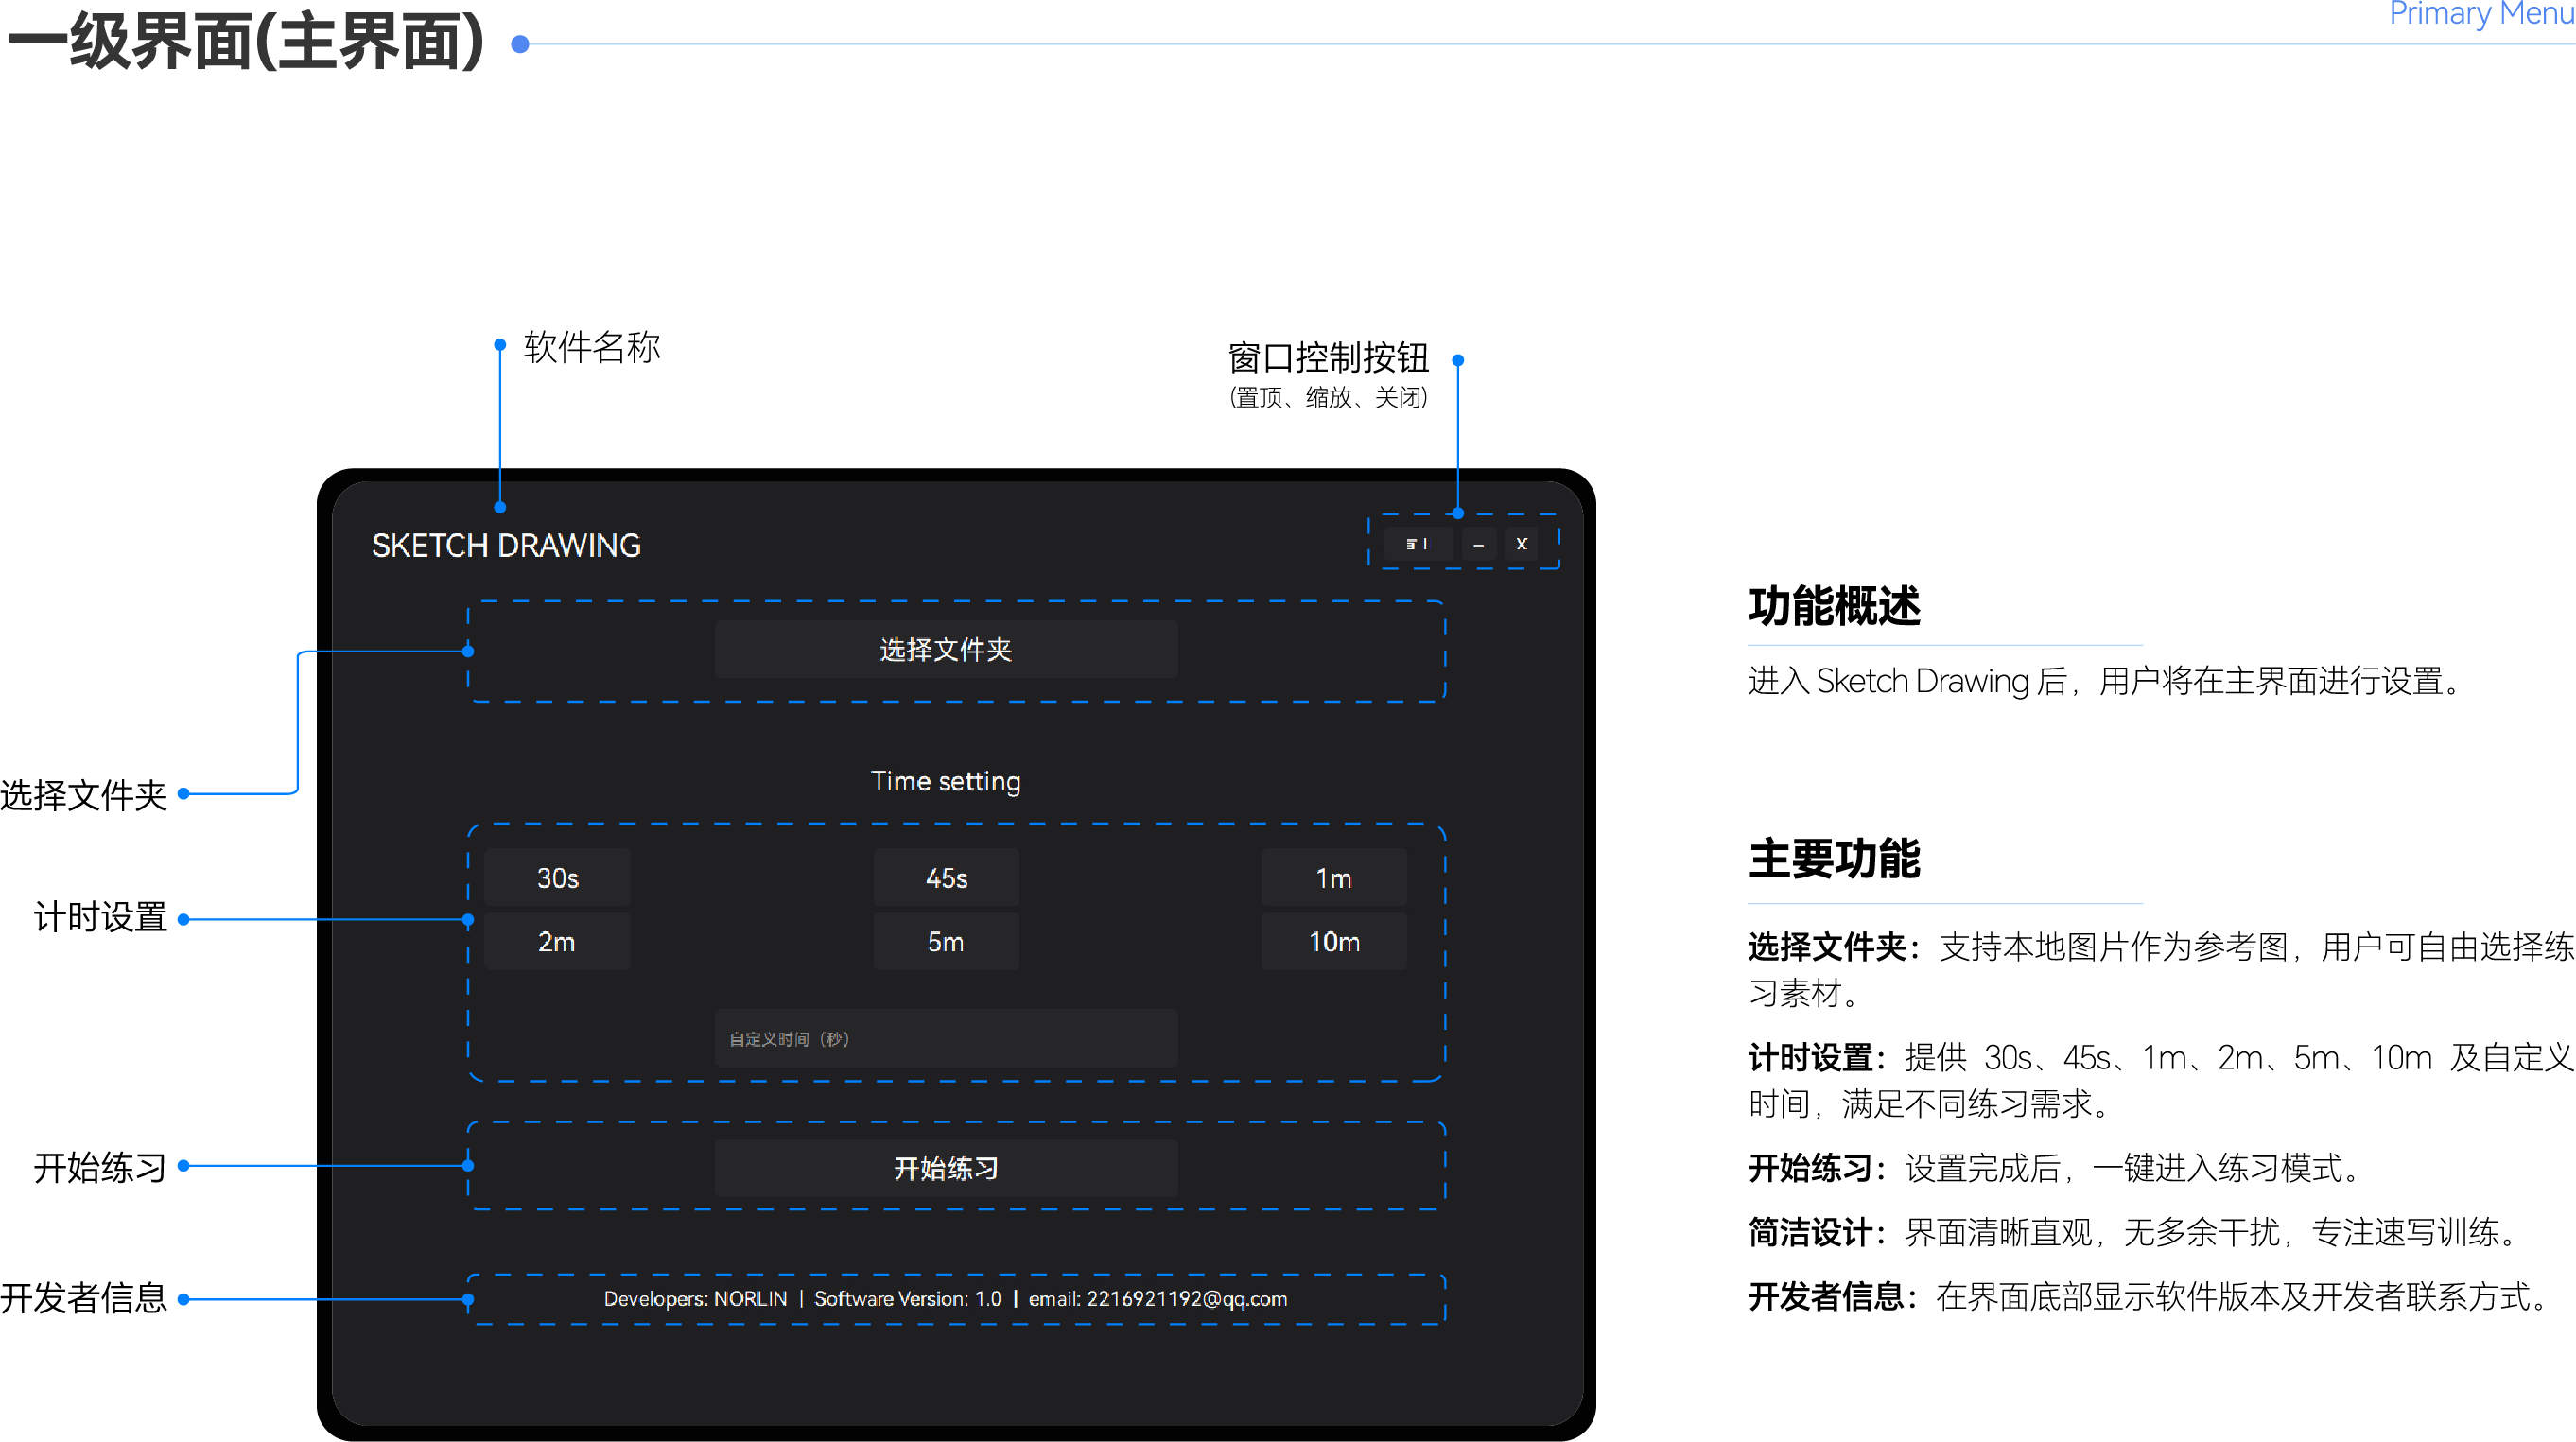 一级界面(主界面)
Primary Menu
软件名称
窗口控制按钮
(置顶、缩放、关闭)
SKETCH DRAWING
– X
选择文件夹
Time setting
30s 45s 1m
2m 5m 10m
自定义时间（秒）
开始练习
Developers: NORLIN | Software Version: 1.0 | email: 2216921192@qq.com
选择文件夹
计时设置
开始练习
开发者信息
功能概述
进入 Sketch Drawing 后，用户将在主界面进行设置。
主要功能
选择文件夹：支持本地图片作为参考图，用户可自由选择练
习素材。
计时设置：提供 30s、45s、1m、2m、5m、10m 及自定义
时间，满足不同练习需求。
开始练习：设置完成后，一键进入练习模式。
简洁设计：界面清晰直观，无多余干扰，专注速写训练。
开发者信息：在界面底部显示软件版本及开发者联系方式。